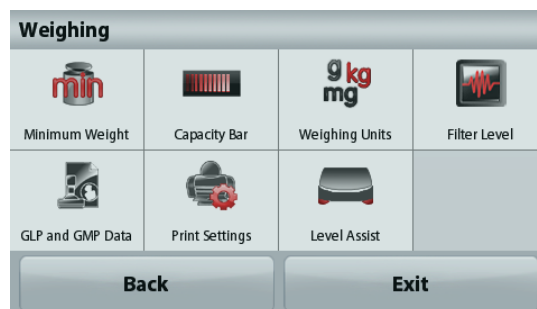 Weighing
min
g kg
mg
Minimum Weight
Capacity Bar
Weighing Units
Filter Level
GLP and GMP Data
Print Settings
Level Assist
Back
Exit